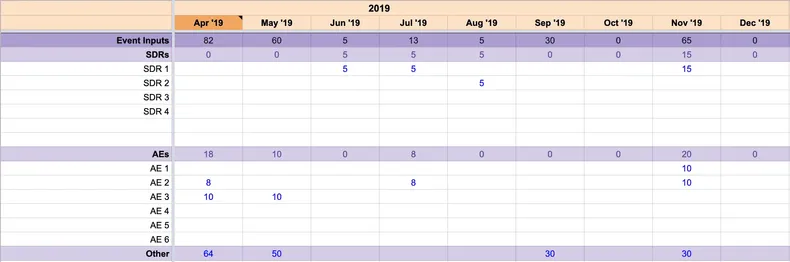 2019
Apr '19 May '19 Jun '19 Jul '19 Aug '19 Sep '19 Oct '19 Nov '19 Dec '19
Event Inputs 82 60 5 13 5 30 0 65 0
SDRs 0 0 5 5 5 0 0 15 0
SDR 1 5 5 15
SDR 2 5
SDR 3
SDR 4
AEs 18 10 0 8 0 0 0 20 0
AE 1 10
AE 2 8 8 10
AE 3 10 10
AE 4
AE 5
AE 6
Other 64 50 30 30